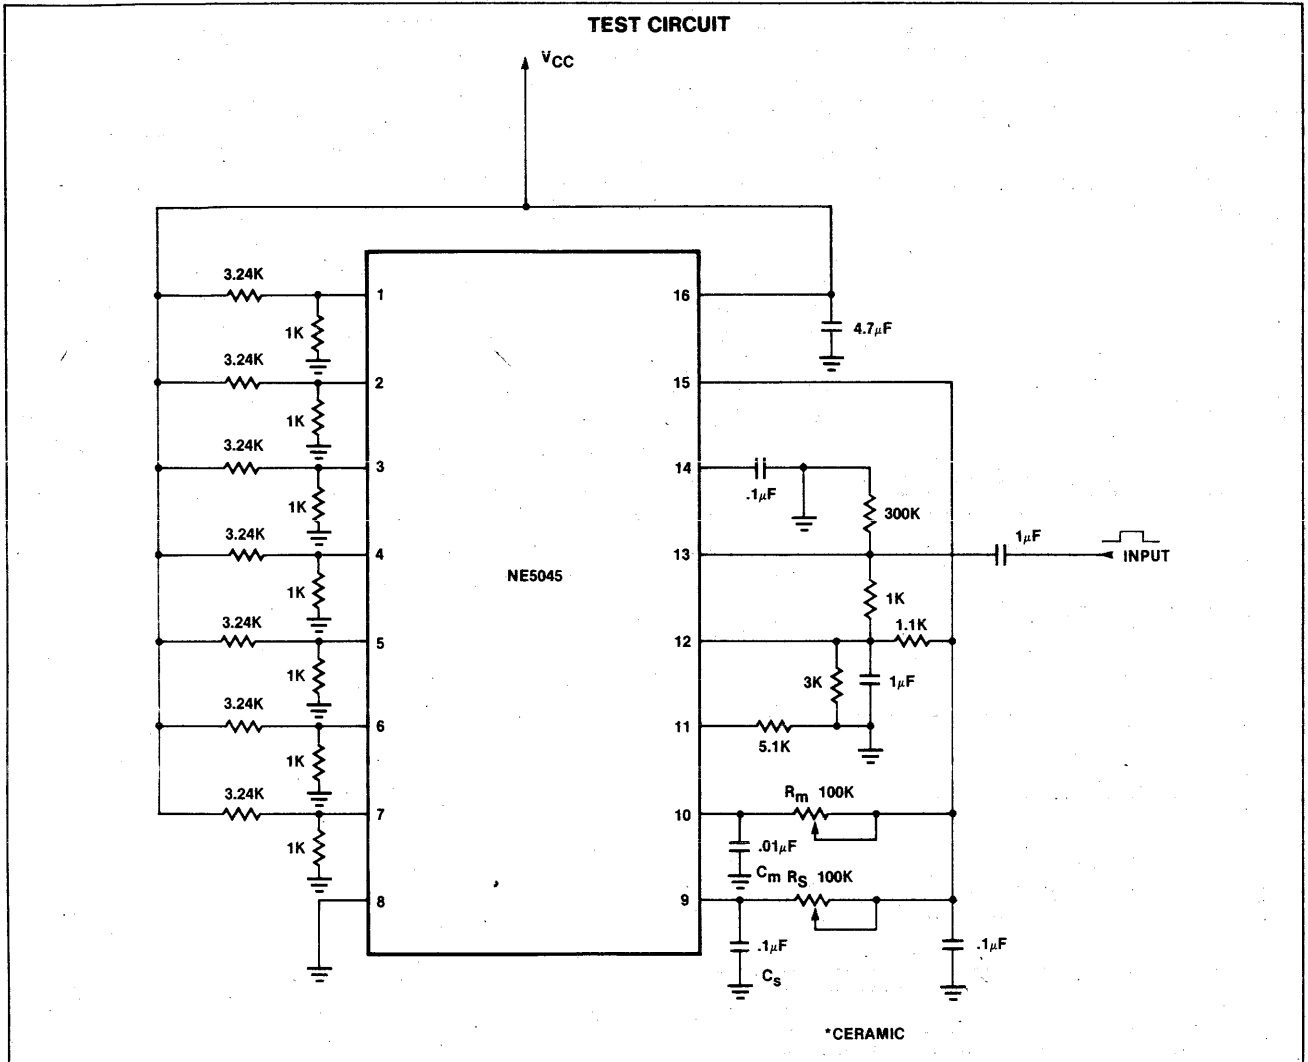 TEST CIRCUIT
VCC
3.24K
1
16
1K
4.7μF
3.24K
2
15
1K
3.24K
3
14
.1μF
1K
300K
3.24K
4
13
1μF
INPUT
NE5045
1K
1K
3.24K
5
12
1.1K
1K
3K
1μF
3.24K
6
11
5.1K
1K
3.24K
7
10
Rm 100K
1K
.01μF
Cm RS 100K
8
9
.1μF
.1μF
Cs
*CERAMIC